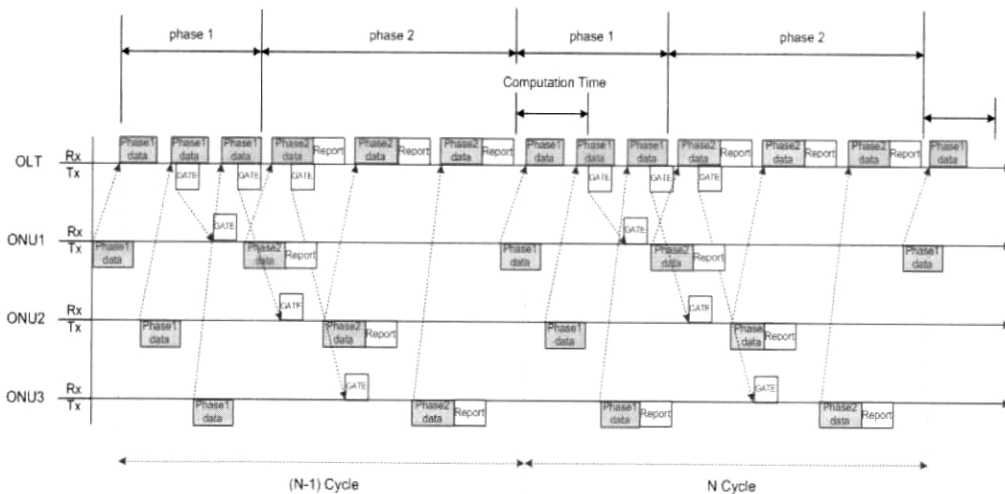 phase 1 phase 2 phase 1 phase 2
Computation Time
OLT Rx Phase1 data Phase1 data Phase1 data Phase2 data Report Phase2 data Report Phase2 data Report Phase1 data Phase1 data Phase1 data Phase2 data Report Phase2 data Report Phase2 data Report Phase1 data
Tx GATE GATE GATE GATE GATE GATE
ONU1 Rx GATE GATE
Tx Phase1 data Phase2 data Report Phase1 data Phase2 data Report Phase1 data
ONU2 Rx GATE GATE
Tx Phase1 data Phase2 data Report Phase1 data Phase2 data Report
ONU3 Rx GATE GATE
Tx Phase1 data Phase2 data Report Phase1 data Report Phase2 data Report
(N-1) Cycle N Cycle